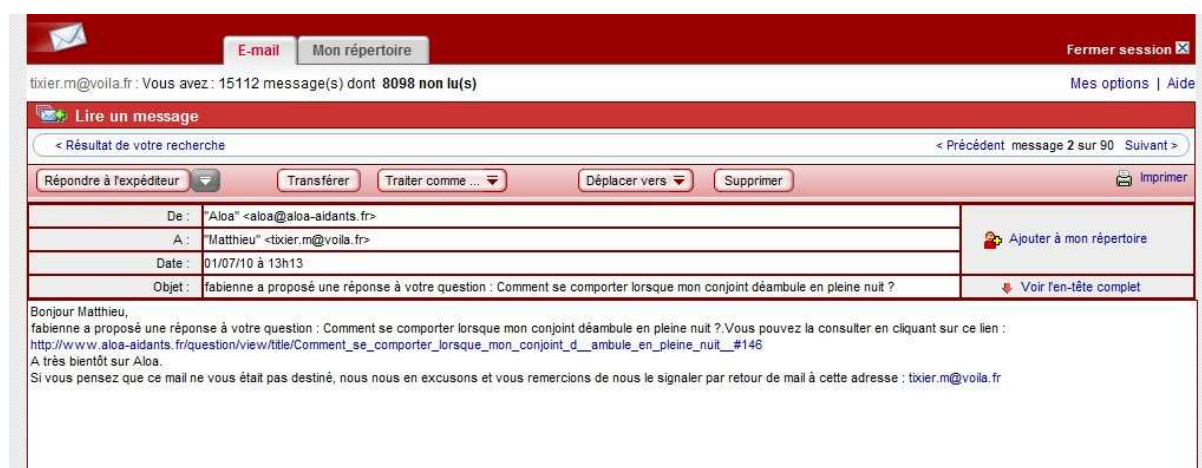 E-mail Mon répertoire Fermer session
tixier.m@voila.fr : Vous avez : 15112 message(s) dont 8098 non lu(s) Mes options | Aide
Lire un message
< Résultat de votre recherche < Précédent message 2 sur 90 Suivant >
Répondre à l'expéditeur Transférer Traiter comme ... Déplacer vers Supprimer Imprimer
De : "Aloa" <aloa@aloa-aidants.fr>
A : "Matthieu" <tixier.m@voila.fr> Ajouter à mon répertoire
Date : 01/07/10 à 13h13
Objet : fabienne a proposé une réponse à votre question : Comment se comporter lorsque mon conjoint déambule en pleine nuit ? Voir l'en-tête complet
Bonjour Matthieu,
fabienne a proposé une réponse à votre question : Comment se comporter lorsque mon conjoint déambule en pleine nuit ?.Vous pouvez la consulter en cliquant sur ce lien :
http://www.aloa-aidants.fr/question/view/title/Comment_se_comporter_lorsque_mon_conjoint_d__ambule_en_pleine_nuit__#146
A très bientôt sur Aloa.
Si vous pensez que ce mail ne vous était pas destiné, nous nous en excusons et vous remercions de nous le signaler par retour de mail à cette adresse : tixier.m@voila.fr